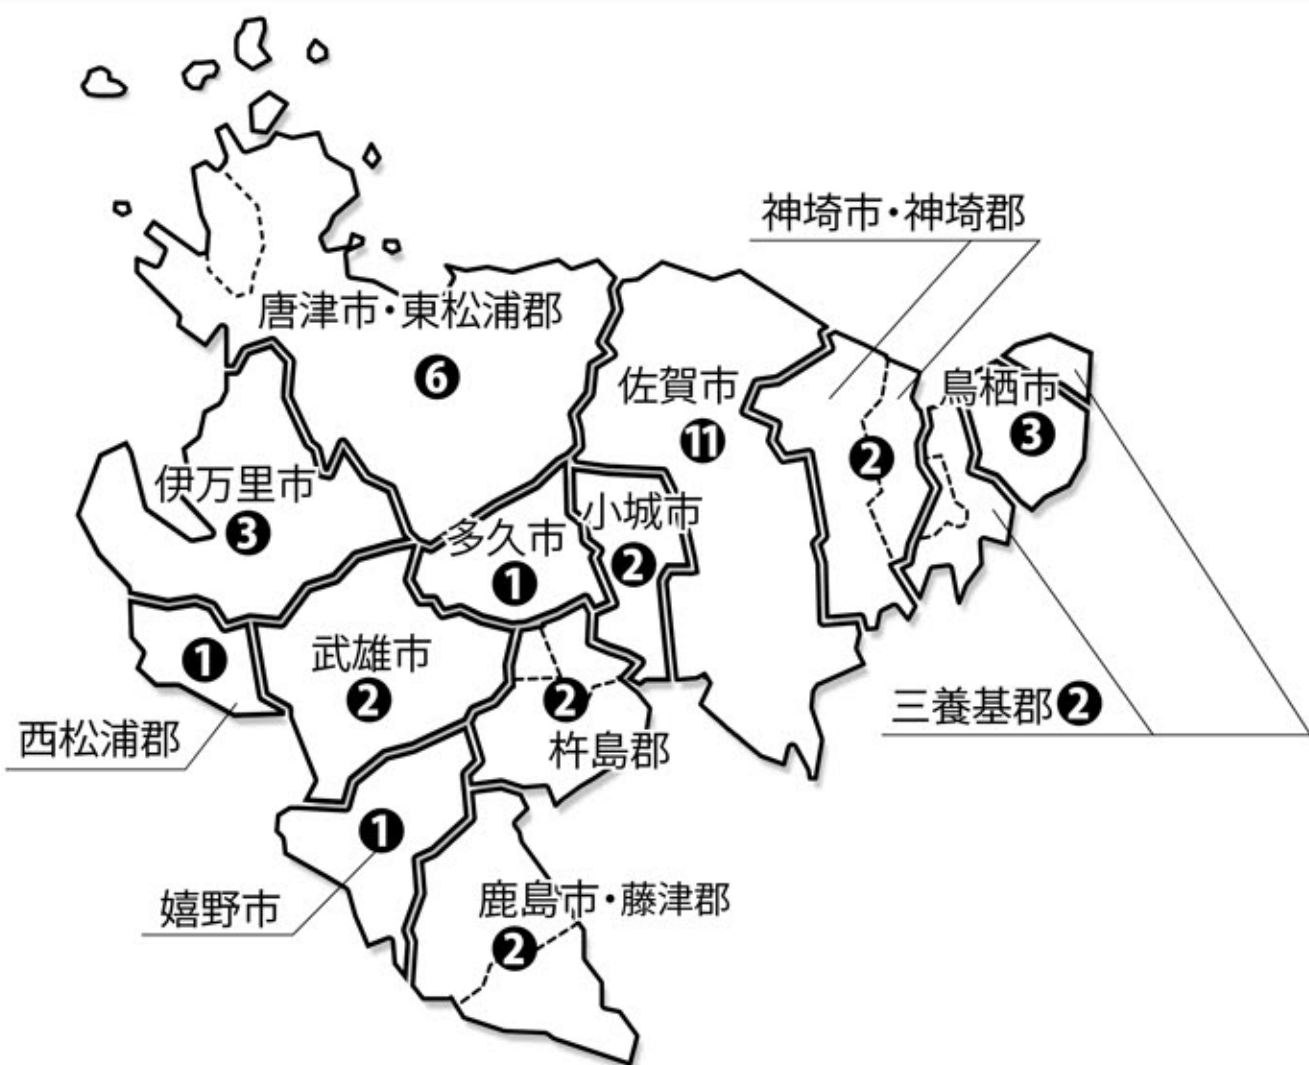 神埼市・神埼郡
唐津市・東松浦郡
6
佐賀市
11
鳥栖市
3
2
伊万里市
3
小城市
2
多久市
1
武雄市
2
1
西松浦郡
2
杵島郡
三養基郡2
1
嬉野市
鹿島市・藤津郡
2